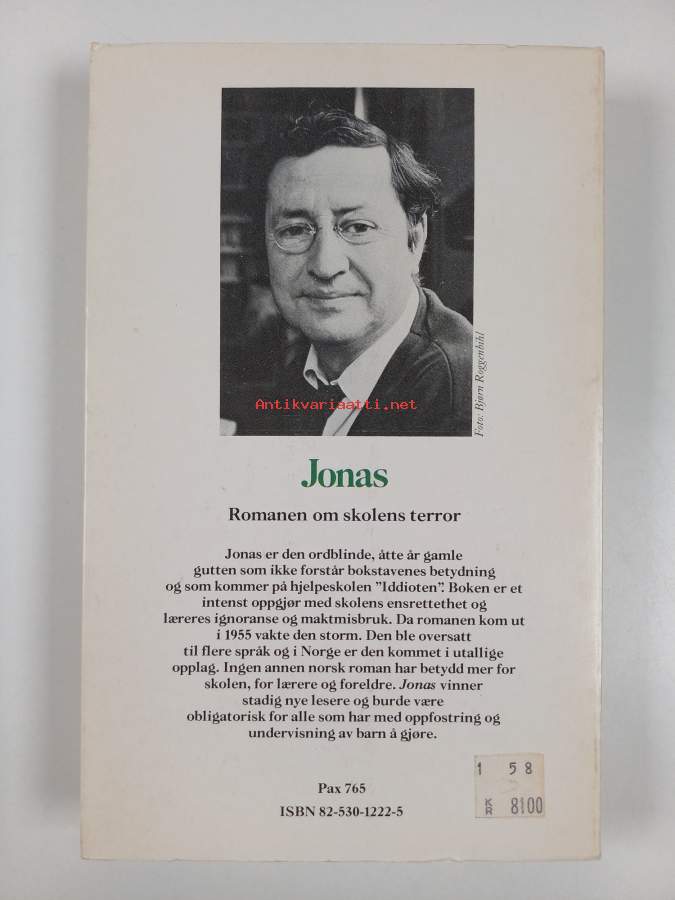 Antikvariaatti.net
Foto: Bjørn Roggenbihl
Jonas
Romanen om skolens terror
Jonas er den ordblinde, åtte år gamle
gutten som ikke forstår bokstavenes betydning
og som kommer på hjelpeskolen ”Iddioten”. Boken er et
intenst oppgjør med skolens ensrettethet og
læreres ignoranse og maktmisbruk. Da romanen kom ut
i 1955 vakte den storm. Den ble oversatt
til flere språk og i Norge er den kommet i utallige
opplag. Ingen annen norsk roman har betydd mer for
skolen, for lærere og foreldre. Jonas vinner
stadig nye lesere og burde være
obligatorisk for alle som har med oppfostring og
undervisning av barn å gjøre.
1 58
KR 8100
Pax 765
ISBN 82-530-1222-5